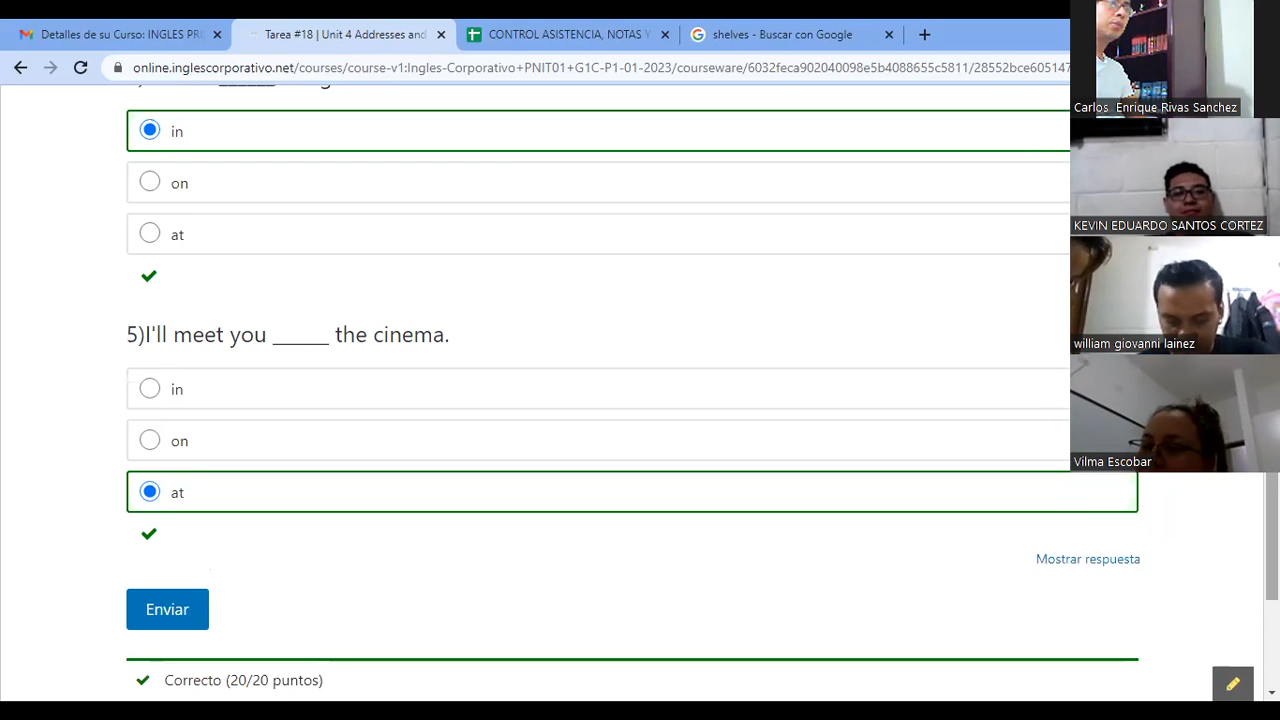 Detalles de su Curso: INGLES PRI
Tarea #18 | Unit 4 Addresses and
CONTROL ASISTENCIA, NOTAS Y
shelves - Buscar con Google
online.inglescorporativo.net/courses/course-v1:Ingles-Corporativo+PNIT01+G1C-P1-01-2023/courseware/6032feca902040098e5b4088655c5811/28552bce605147
in
on
at
5)I'll meet you ______ the cinema.
in
on
at
Mostrar respuesta
Enviar
Correcto (20/20 puntos)
Carlos Enrique Rivas Sanchez
KEVIN EDUARDO SANTOS CORTEZ
william giovanni lainez
Vilma Escobar